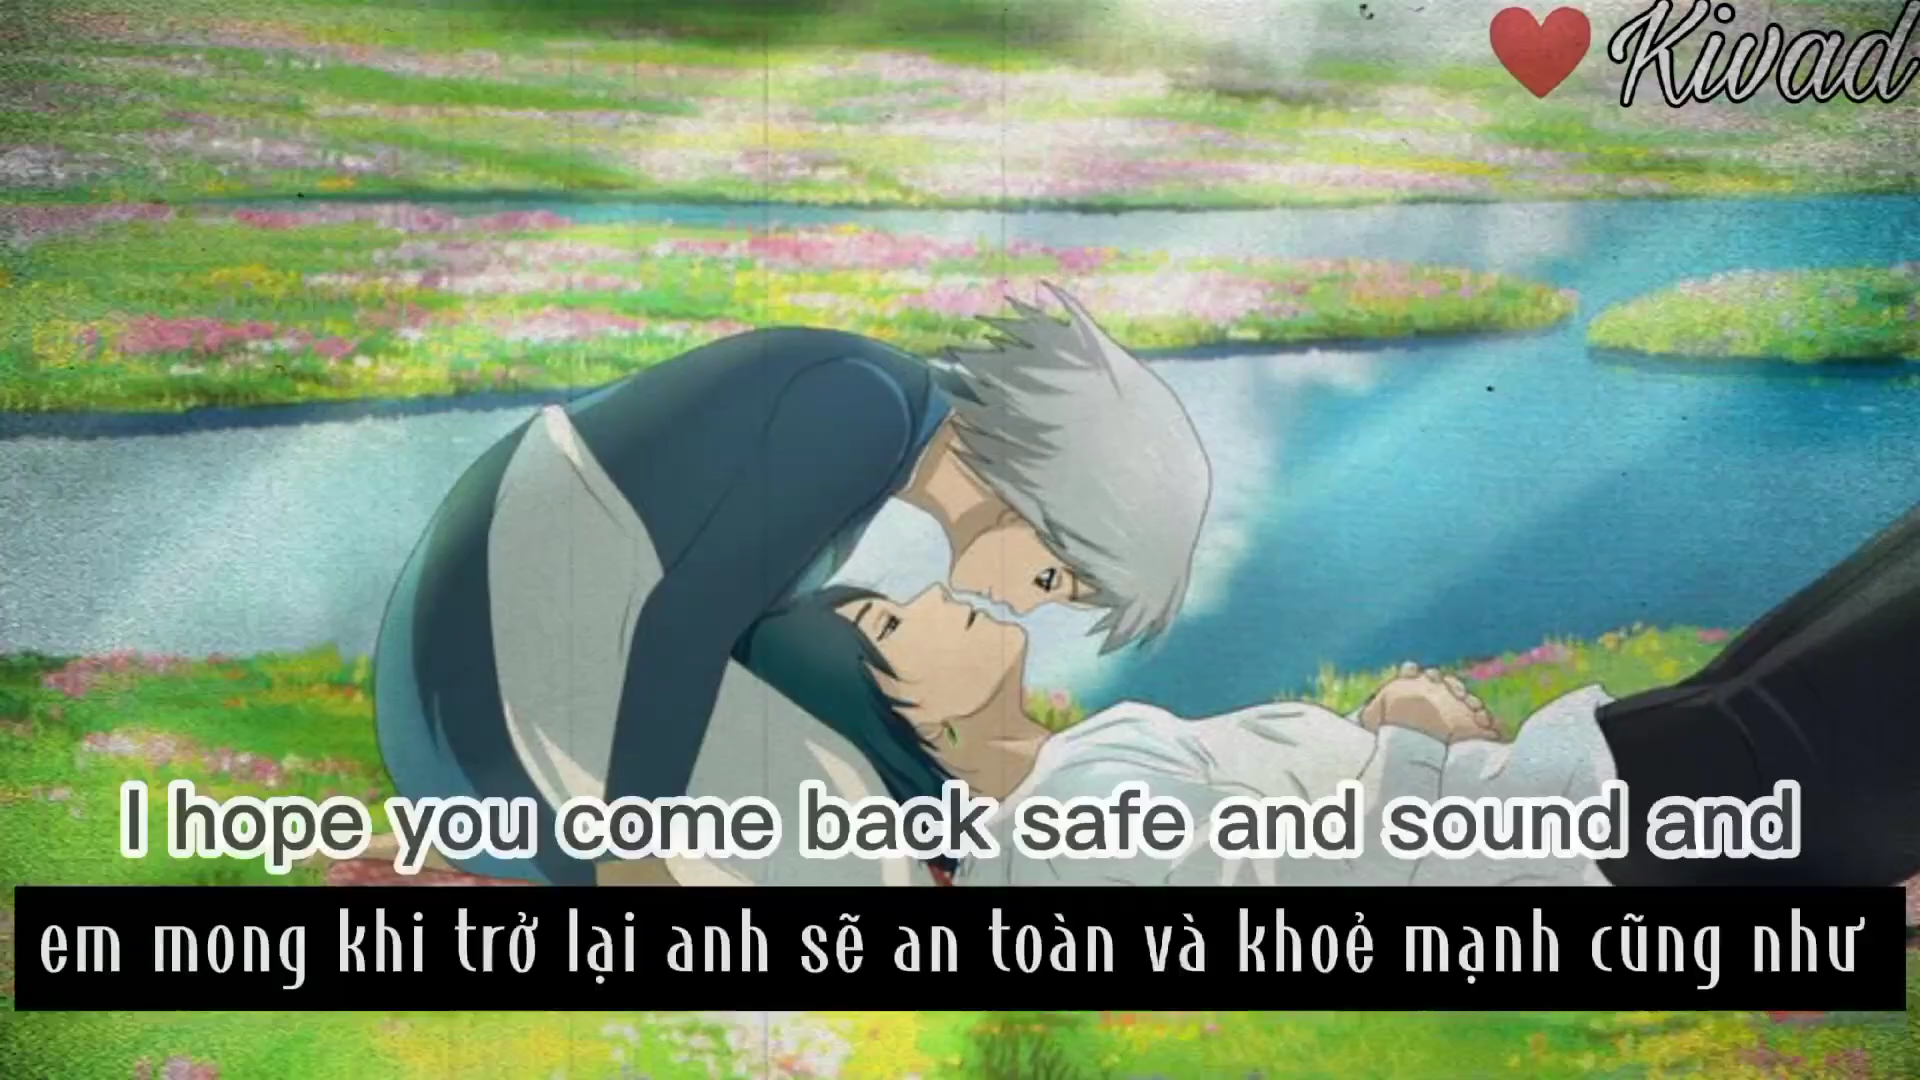 Kivad
I hope you come back safe and sound and
em mong khi trở lại anh sẽ an toàn và khoẻ mạnh cũng như